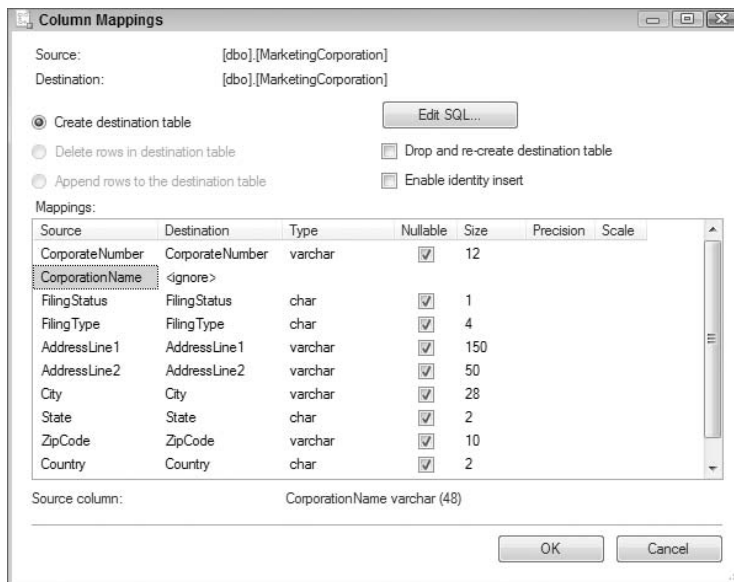 Column Mappings
Source: [dbo].[MarketingCorporation]
Destination: [dbo].[MarketingCorporation]
Create destination table
Edit SQL...
Delete rows in destination table
Drop and re-create destination table
Append rows to the destination table
Enable identity insert
Mappings:
Source Destination Type Nullable Size Precision Scale
CorporateNumber CorporateNumber varchar 12
CorporationName <ignore>
FilingStatus FilingStatus char 1
FilingType FilingType char 4
AddressLine1 AddressLine1 varchar 150
AddressLine2 AddressLine2 varchar 50
City City varchar 28
State State char 2
ZipCode ZipCode varchar 10
Country Country char 2
Source column: CorporationName varchar (48)
OK Cancel